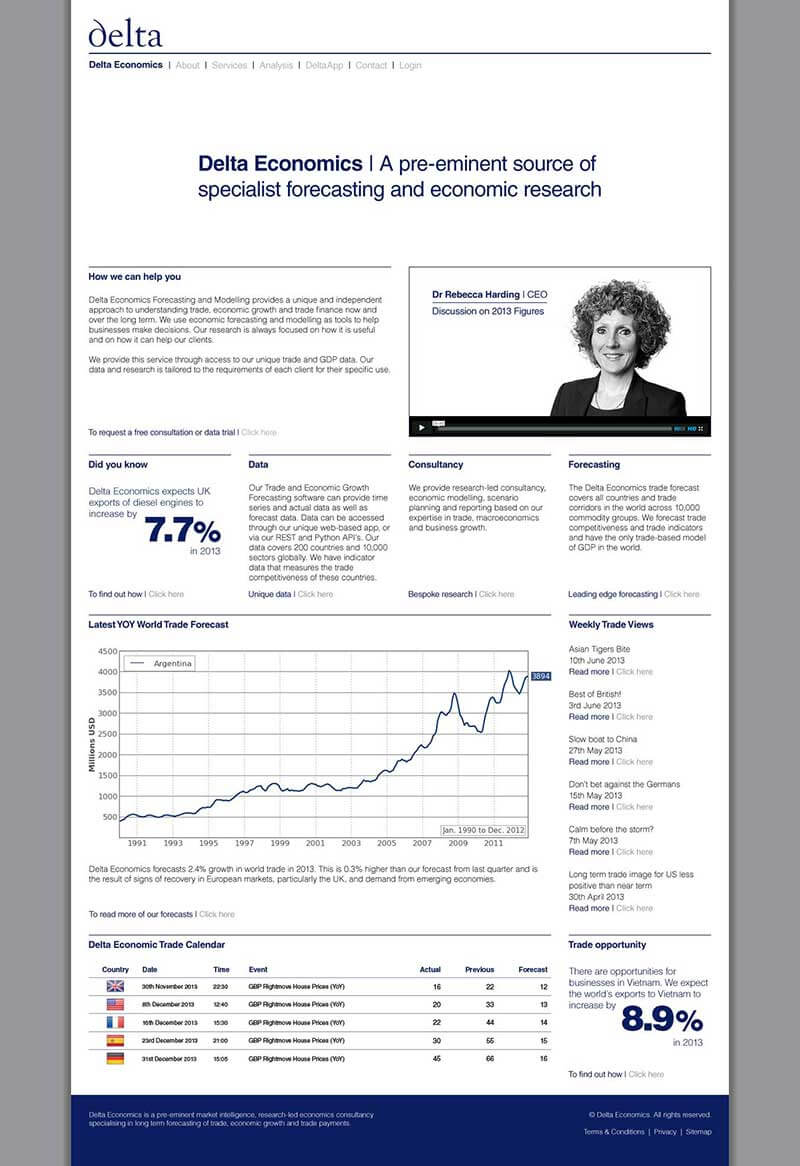 delta
Delta Economics | About | Services | Analysis | DeltaApp | Contact | Login
Delta Economics | A pre-eminent source of
specialist forecasting and economic research
How we can help you
Delta Economics Forecasting and Modelling provides a unique and independent
approach to understanding trade, economic growth and trade finance now and
over the long term. We use economic forecasting and modelling as tools to help
businesses make decisions. Our research is always focused on how it is useful
and on how it can help our clients.
We provide this service through access to our unique trade and GDP data. Our
data and research is tailored to the requirements of each client for their specific use.
To request a free consultation or data trial | Click here
Dr Rebecca Harding | CEO
Discussion on 2013 Figures
HD
Did you know
Delta Economics expects UK
exports of diesel engines to
increase by
7.7%
in 2013
To find out how | Click here
Data
Our Trade and Economic Growth
Forecasting software can provide time
series and actual data as well as
forecast data. Data can be accessed
through our unique web-based app, or
via our REST and Python API's. Our
data covers 200 countries and 10,000
sectors globally. We have indicator
data that measures the trade
competitiveness of these countries.
Unique data | Click here
Consultancy
We provide research-led consultancy,
economic modelling, scenario
planning and reporting based on our
expertise in trade, macroeconomics
and business growth.
Bespoke research | Click here
Forecasting
The Delta Economics trade forecast
covers all countries and trade
corridors in the world across 10,000
commodity groups. We forecast trade
competitiveness and trade indicators
and have the only trade-based model
of GDP in the world.
Leading edge forecasting | Click here
Latest YOY World Trade Forecast
Millions USD
4500
4000
3500
3000
2500
2000
1500
1000
500
Argentina
3894
Jan. 1990 to Dec. 2012
1991 1993 1995 1997 1999 2001 2003 2005 2007 2009 2011
Delta Economics forecasts 2.4% growth in world trade in 2013. This is 0.3% higher than our forecast from last quarter and is
the result of signs of recovery in European markets, particularly the UK, and demand from emerging economies.
To read more of our forecasts | Click here
Weekly Trade Views
Asian Tigers Bite
10th June 2013
Read more | Click here
Best of British!
3rd June 2013
Read more | Click here
Slow boat to China
27th May 2013
Read more | Click here
Don't bet against the Germans
15th May 2013
Read more | Click here
Calm before the storm?
7th May 2013
Read more | Click here
Long term trade image for US less
positive than near term
30th April 2013
Read more | Click here
Delta Economic Trade Calendar
Country Date Time Event Actual Previous Forecast
30th November 2013 22:30 GBP Rightmove House Prices (YoY) 16 22 12
8th December 2013 12:40 GBP Rightmove House Prices (YoY) 20 33 13
16th December 2013 15:30 GBP Rightmove House Prices (YoY) 22 44 14
23rd December 2013 21:00 GBP Rightmove House Prices (YoY) 30 55 15
31st December 2013 15:05 GBP Rightmove House Prices (YoY) 45 66 16
Trade opportunity
There are opportunities for
businesses in Vietnam. We expect
the world's exports to Vietnam to
increase by
8.9%
in 2013
To find out how | Click here
Delta Economics is a pre-eminent market intelligence, research-led economics consultancy
specialising in long term forecasting of trade, economic growth and trade payments.
© Delta Economics. All rights reserved.
Terms & Conditions | Privacy | Sitemap